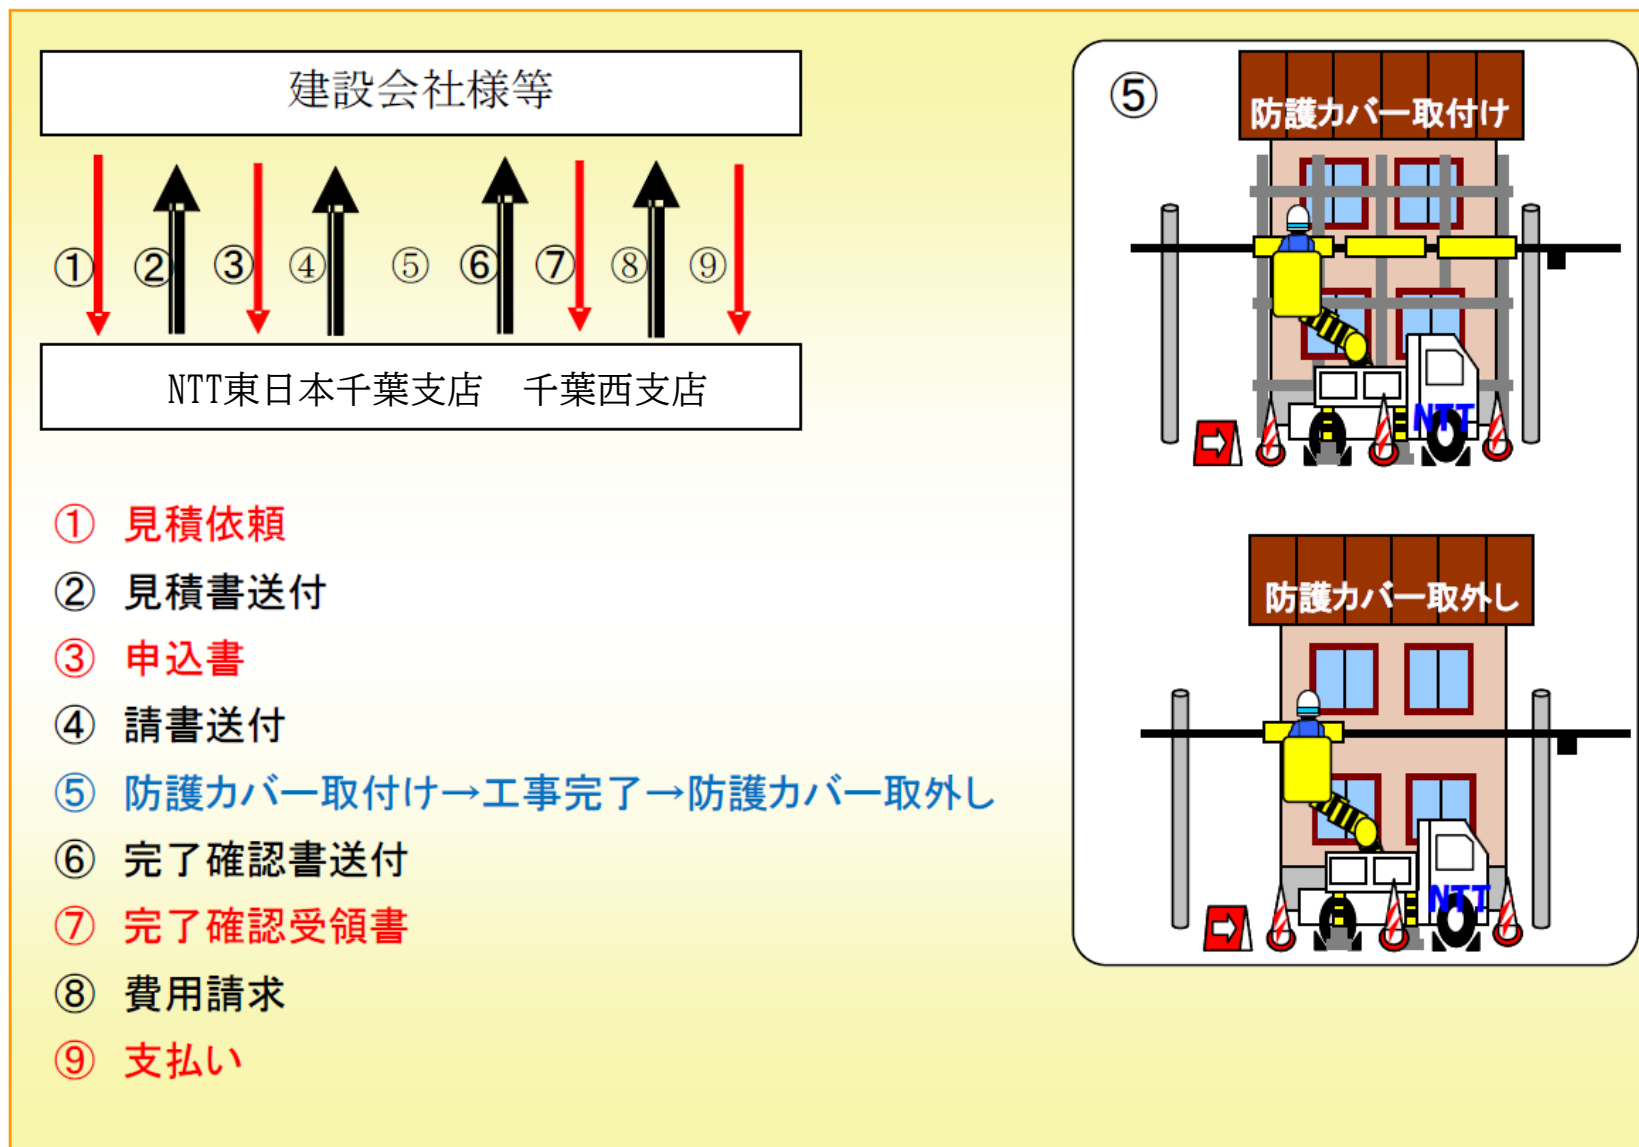 建設会社様等
① ② ③ ④ ⑤ ⑥ ⑦ ⑧ ⑨
NTT東日本千葉支店　千葉西支店
① 見積依頼
② 見積書送付
③ 申込書
④ 請書送付
⑤ 防護カバー取付け→工事完了→防護カバー取外し
⑥ 完了確認書送付
⑦ 完了確認受領書
⑧ 費用請求
⑨ 支払い
⑤
防護カバー取付け
NTT
防護カバー取外し
NTT